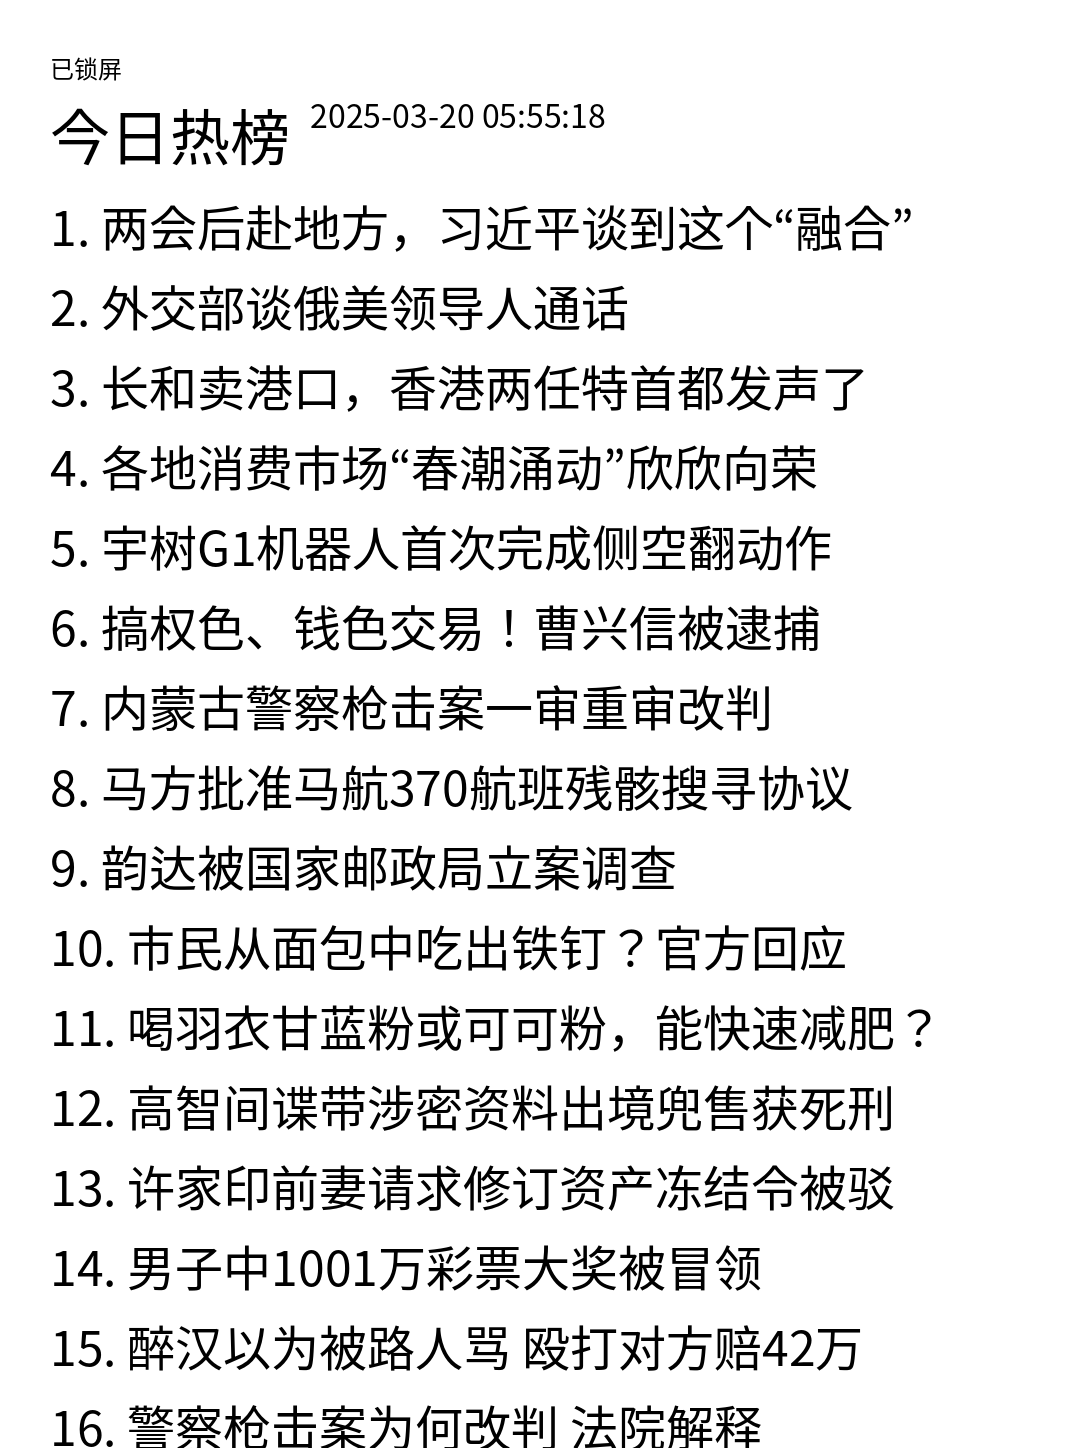 已锁屏
今日热榜 2025-03-20 05:55:18
1. 两会后赴地方，习近平谈到这个“融合”
2. 外交部谈俄美领导人通话
3. 长和卖港口，香港两任特首都发声了
4. 各地消费市场“春潮涌动”欣欣向荣
5. 宇树G1机器人首次完成侧空翻动作
6. 搞权色、钱色交易！曹兴信被逮捕
7. 内蒙古警察枪击案一审重审改判
8. 马方批准马航370航班残骸搜寻协议
9. 韵达被国家邮政局立案调查
10. 市民从面包中吃出铁钉？官方回应
11. 喝羽衣甘蓝粉或可可粉，能快速减肥？
12. 高智间谍带涉密资料出境兜售获死刑
13. 许家印前妻请求修订资产冻结令被驳
14. 男子中1001万彩票大奖被冒领
15. 醉汉以为被路人骂 殴打对方赔42万
16. 警察枪击案为何改判 法院解释